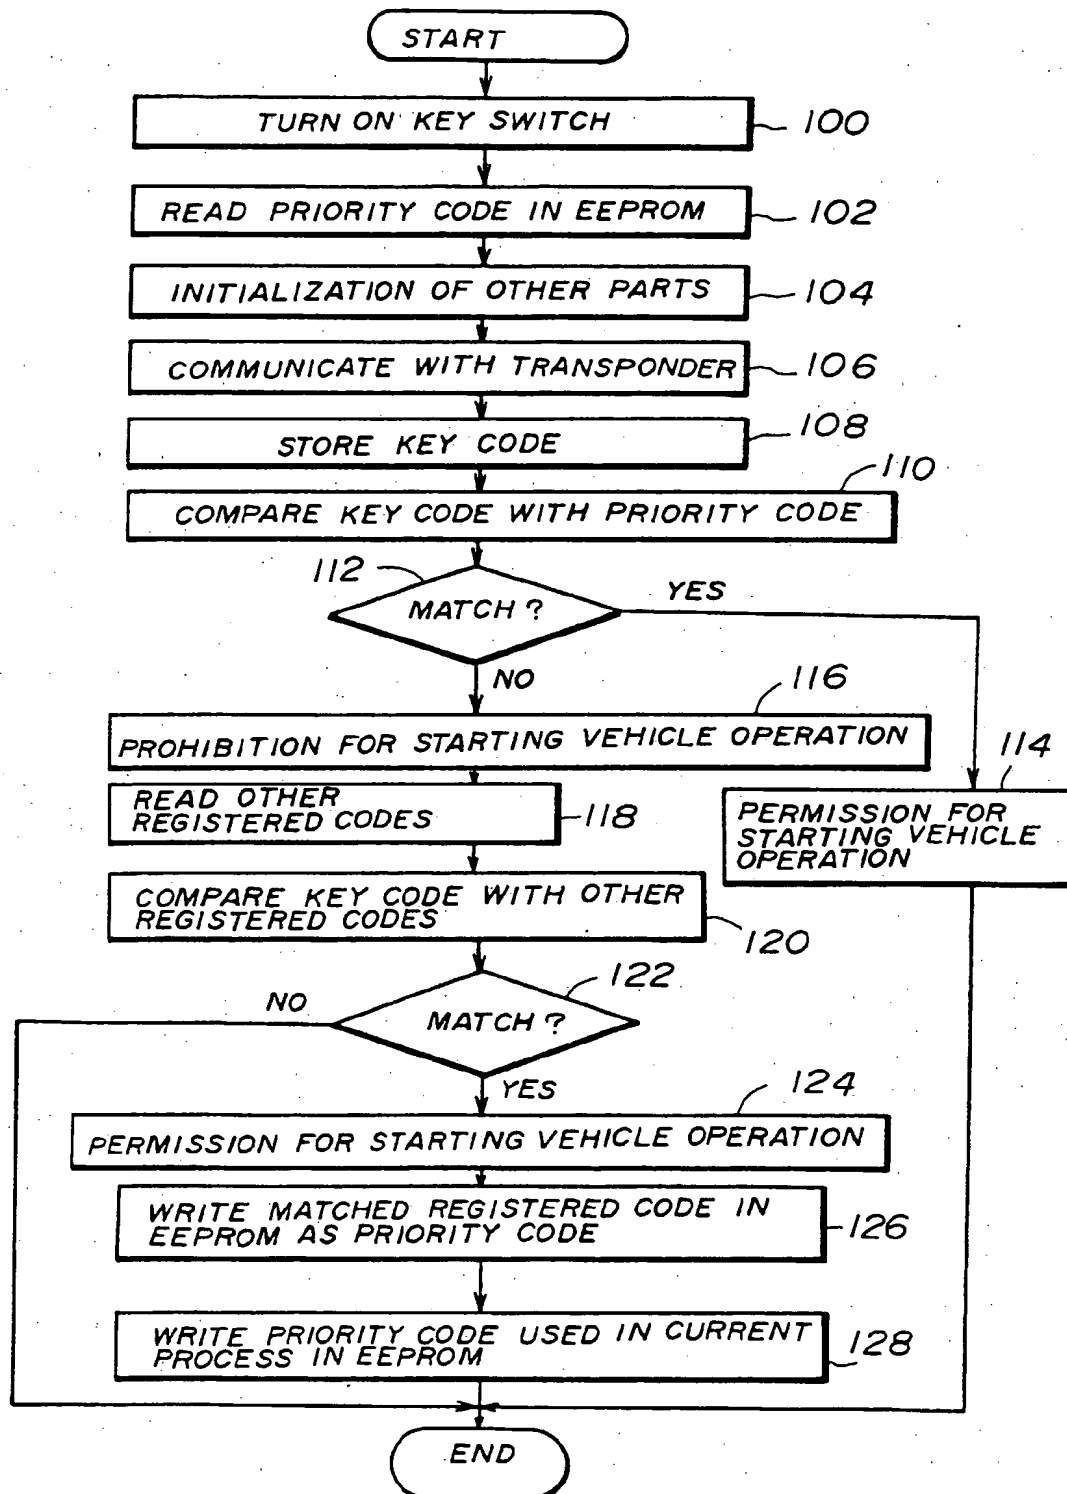 START
TURN ON KEY SWITCH
100
READ PRIORITY CODE IN EEPROM
102
INITIALIZATION OF OTHER PARTS
104
COMMUNICATE WITH TRANSPONDER
106
STORE KEY CODE
108
110
COMPARE KEY CODE WITH PRIORITY CODE
112
MATCH ?
YES
NO
116
PROHIBITION FOR STARTING VEHICLE OPERATION
114
READ OTHER
REGISTERED CODES
118
PERMISSION FOR
STARTING VEHICLE
OPERATION
COMPARE KEY CODE WITH OTHER
REGISTERED CODES
120
122
NO
MATCH ?
YES
124
PERMISSION FOR STARTING VEHICLE OPERATION
WRITE MATCHED REGISTERED CODE IN
EEPROM AS PRIORITY CODE
126
WRITE PRIORITY CODE USED IN CURRENT
PROCESS IN EEPROM
128
END